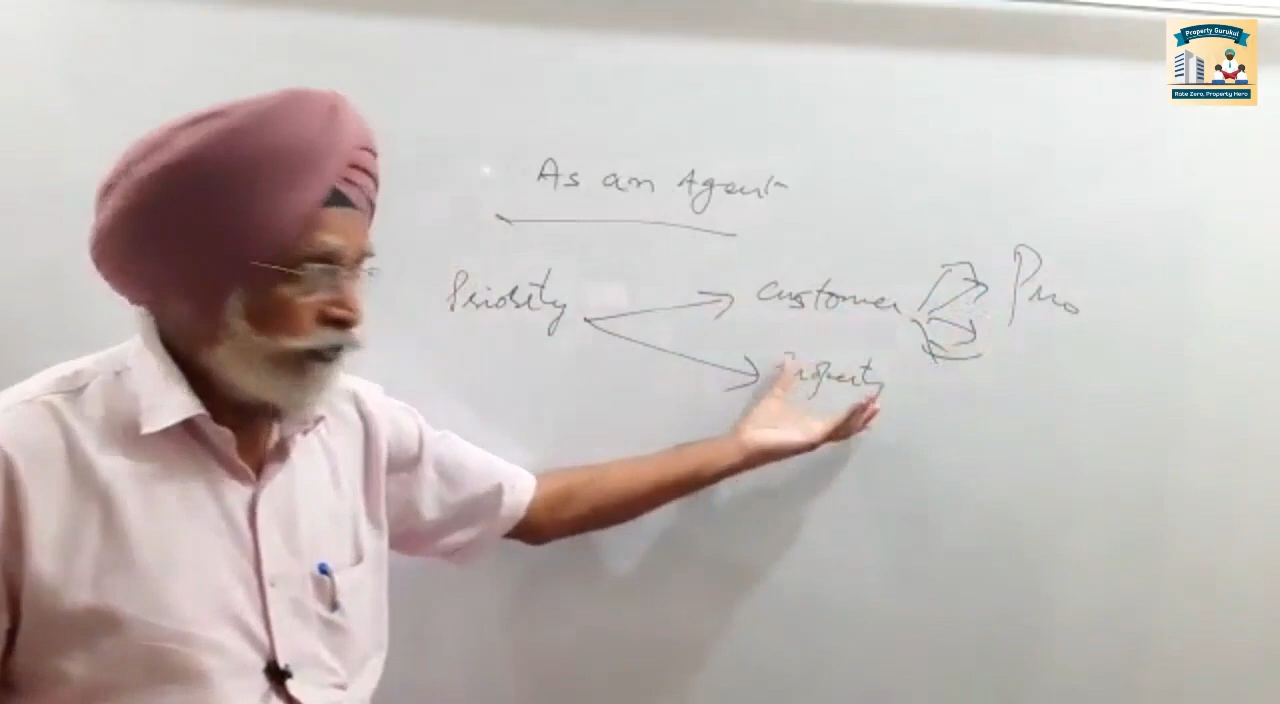 Property Gurukul
Rate Zero, Property Hero
As an Agent
Priority Customer Pro
Property